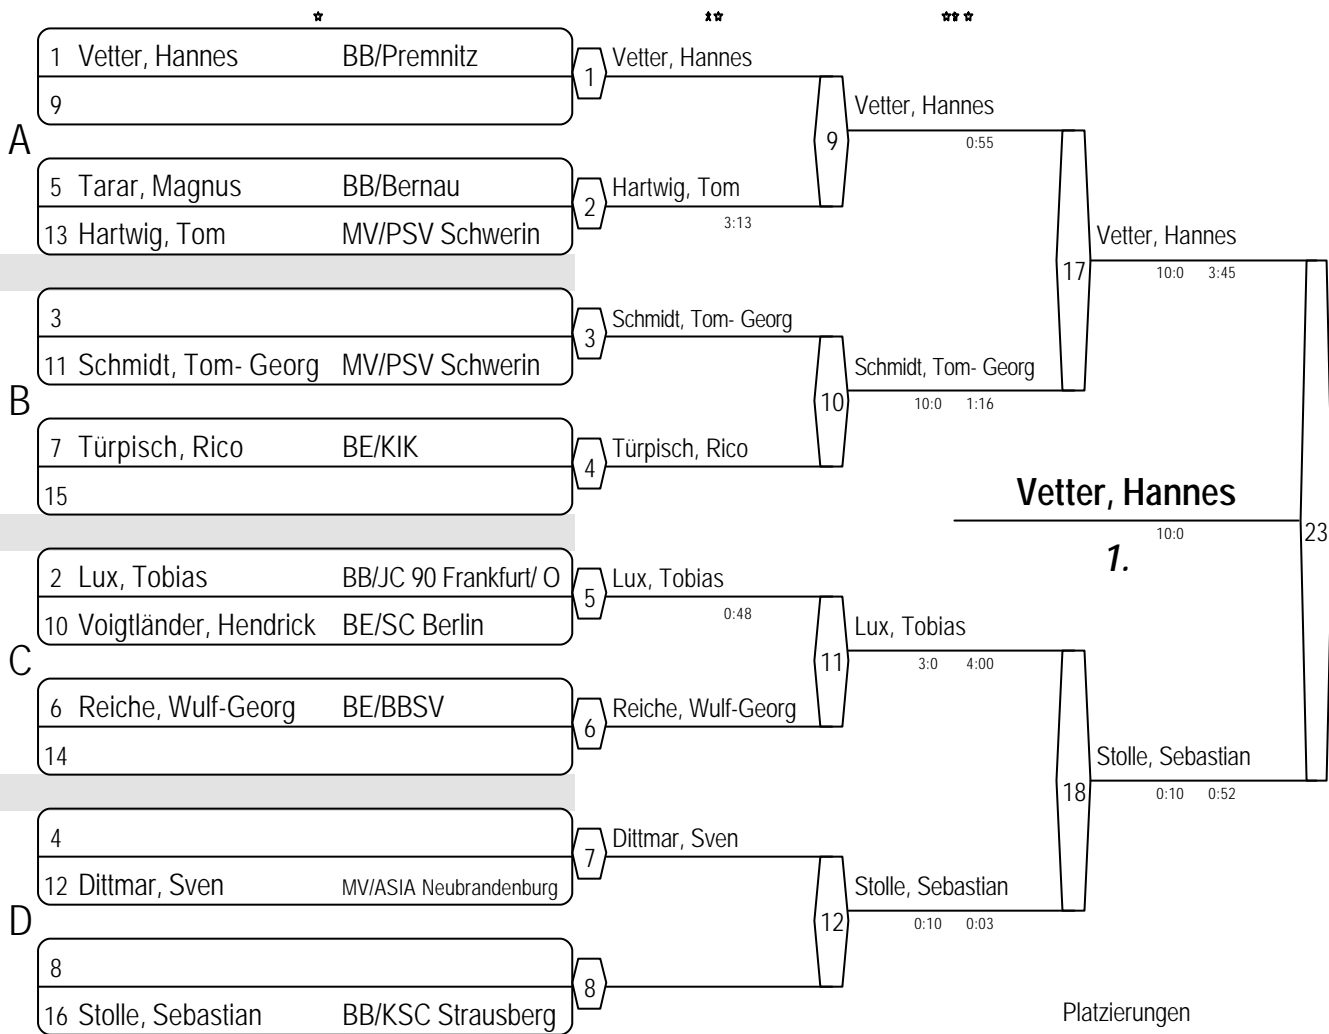 A
1 Vetter, Hannes BB/Premnitz
9
5 Tarar, Magnus BB/Bernau
13 Hartwig, Tom MV/PSV Schwerin
B
3
11 Schmidt, Tom- Georg MV/PSV Schwerin
7 Türpisch, Rico BE/KIK
15
C
2 Lux, Tobias BB/JC 90 Frankfurt/ O
10 Voigtländer, Hendrick BE/SC Berlin
6 Reiche, Wulf-Georg BE/BBSV
14
D
4
12 Dittmar, Sven MV/ASIA Neubrandenburg
8
16 Stolle, Sebastian BB/KSC Strausberg
1 Vetter, Hannes
2 Hartwig, Tom
3:13
3 Schmidt, Tom- Georg
4 Türpisch, Rico
5 Lux, Tobias
0:48
6 Reiche, Wulf-Georg
7 Dittmar, Sven
8
9 Vetter, Hannes
0:55
10 Schmidt, Tom- Georg
10:0 1:16
11 Lux, Tobias
3:0 4:00
12 Stolle, Sebastian
0:10 0:03
17 Vetter, Hannes
10:0 3:45
18 Stolle, Sebastian
0:10 0:52
23 Vetter, Hannes
10:0
1.
Platzierungen